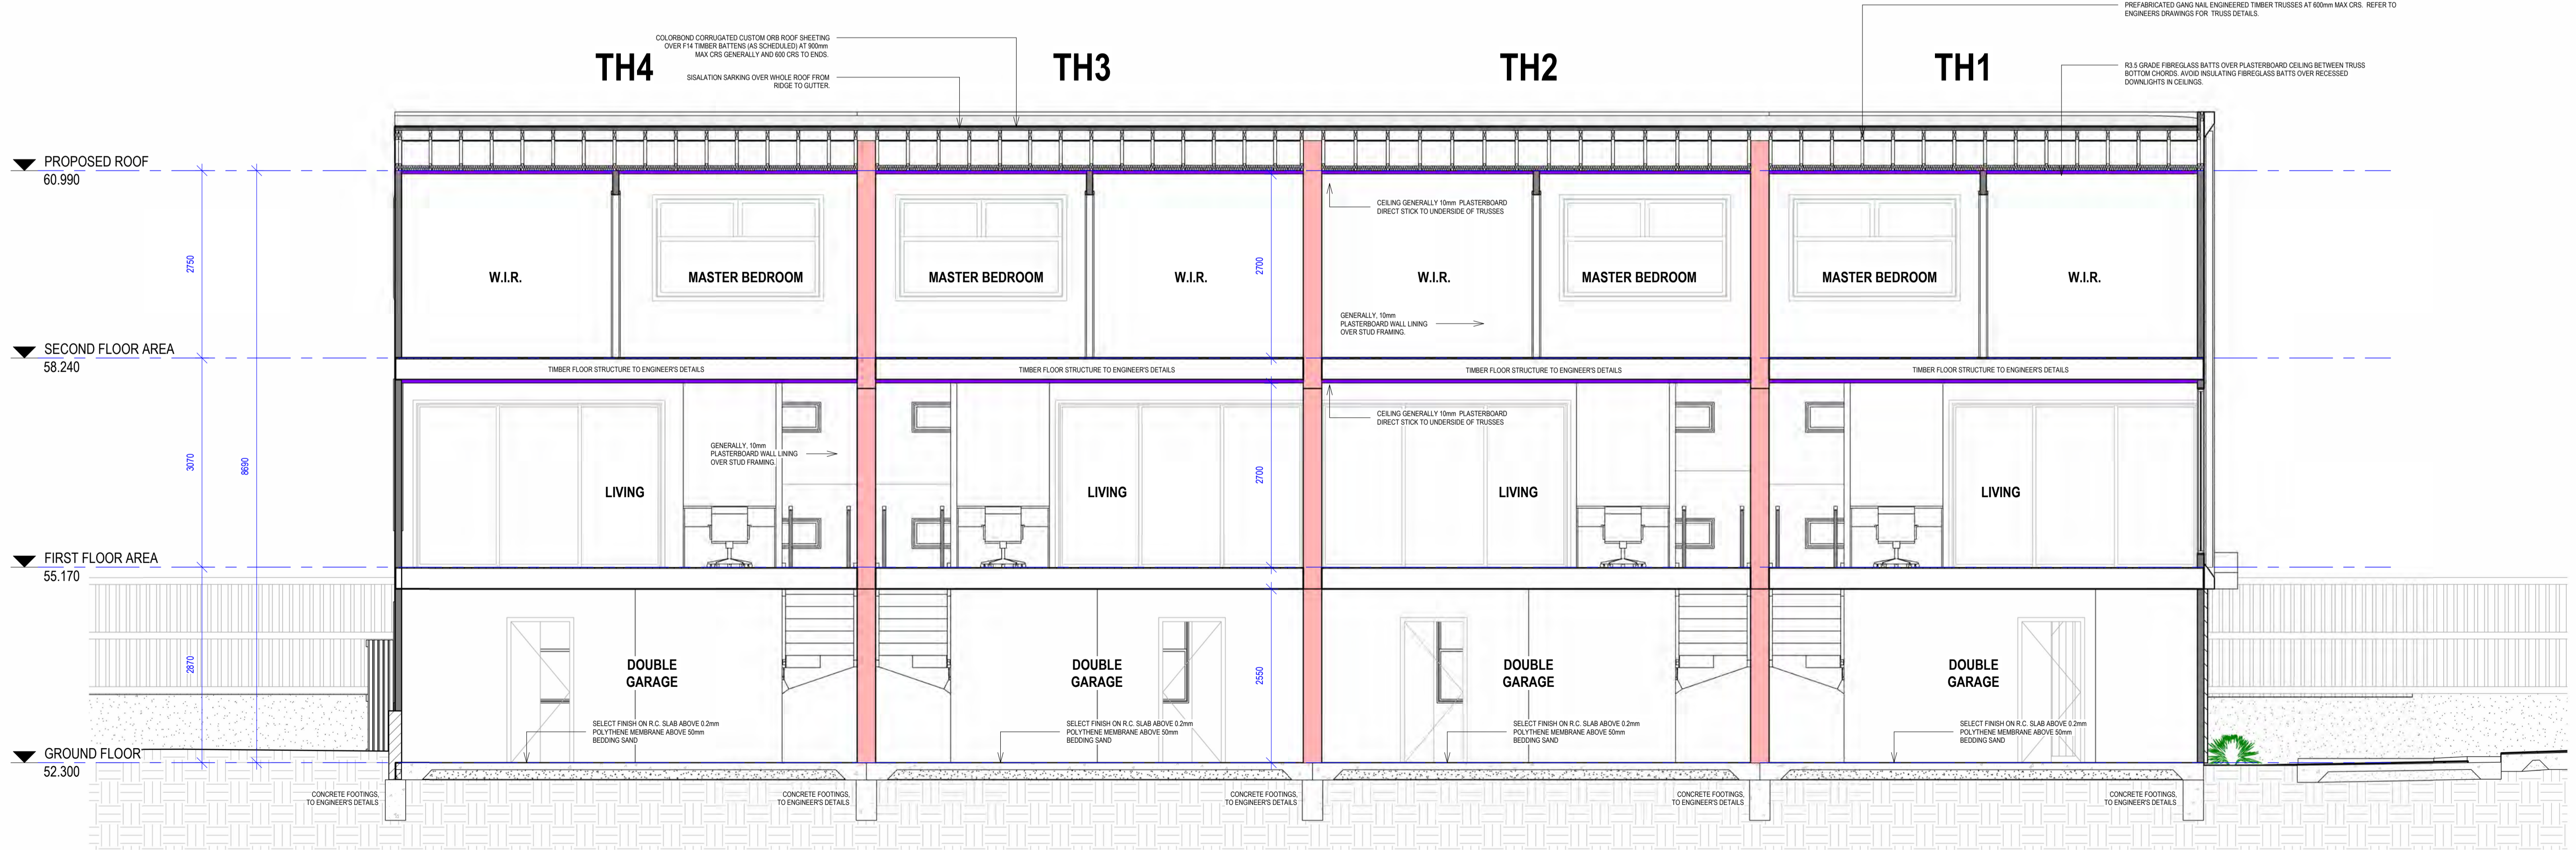 PREFABRICATED GANG NAIL ENGINEERED TIMBER TRUSSES AT 600mm MAX CRS. REFER TO
ENGINEERS DRAWINGS FOR TRUSS DETAILS.
COLORBOND CORRUGATED CUSTOM ORB ROOF SHEETING
OVER F14 TIMBER BATTENS (AS SCHEDULED) AT 900mm
MAX CRS GENERALLY AND 600 CRS TO ENDS.
SISALATION SARKING OVER WHOLE ROOF FROM
RIDGE TO GUTTER.
TH4
TH3
TH2
TH1
R3.5 GRADE FIBREGLASS BATTS OVER PLASTERBOARD CEILING BETWEEN TRUSS
BOTTOM CHORDS. AVOID INSULATING FIBREGLASS BATTS OVER RECESSED
DOWNLIGHTS IN CEILINGS.
PROPOSED ROOF
60.990
CEILING GENERALLY 10mm PLASTERBOARD
DIRECT STICK TO UNDERSIDE OF TRUSSES
2750
W.I.R.
MASTER BEDROOM
MASTER BEDROOM
W.I.R.
2700
W.I.R.
MASTER BEDROOM
MASTER BEDROOM
W.I.R.
GENERALLY, 10mm
PLASTERBOARD WALL LINING
OVER STUD FRAMING.
SECOND FLOOR AREA
58.240
TIMBER FLOOR STRUCTURE TO ENGINEER'S DETAILS
TIMBER FLOOR STRUCTURE TO ENGINEER'S DETAILS
TIMBER FLOOR STRUCTURE TO ENGINEER'S DETAILS
TIMBER FLOOR STRUCTURE TO ENGINEER'S DETAILS
CEILING GENERALLY 10mm PLASTERBOARD
DIRECT STICK TO UNDERSIDE OF TRUSSES
GENERALLY, 10mm
PLASTERBOARD WALL LINING
OVER STUD FRAMING.
3070
8690
2700
LIVING
LIVING
LIVING
LIVING
FIRST FLOOR AREA
55.170
2870
2550
DOUBLE
GARAGE
DOUBLE
GARAGE
DOUBLE
GARAGE
DOUBLE
GARAGE
SELECT FINISH ON R.C. SLAB ABOVE 0.2mm
POLYTHENE MEMBRANE ABOVE 50mm
BEDDING SAND
SELECT FINISH ON R.C. SLAB ABOVE 0.2mm
POLYTHENE MEMBRANE ABOVE 50mm
BEDDING SAND
SELECT FINISH ON R.C. SLAB ABOVE 0.2mm
POLYTHENE MEMBRANE ABOVE 50mm
BEDDING SAND
SELECT FINISH ON R.C. SLAB ABOVE 0.2mm
POLYTHENE MEMBRANE ABOVE 50mm
BEDDING SAND
GROUND FLOOR
52.300
CONCRETE FOOTINGS,
TO ENGINEER'S DETAILS
CONCRETE FOOTINGS,
TO ENGINEER'S DETAILS
CONCRETE FOOTINGS,
TO ENGINEER'S DETAILS
CONCRETE FOOTINGS,
TO ENGINEER'S DETAILS
CONCRETE FOOTINGS,
TO ENGINEER'S DETAILS